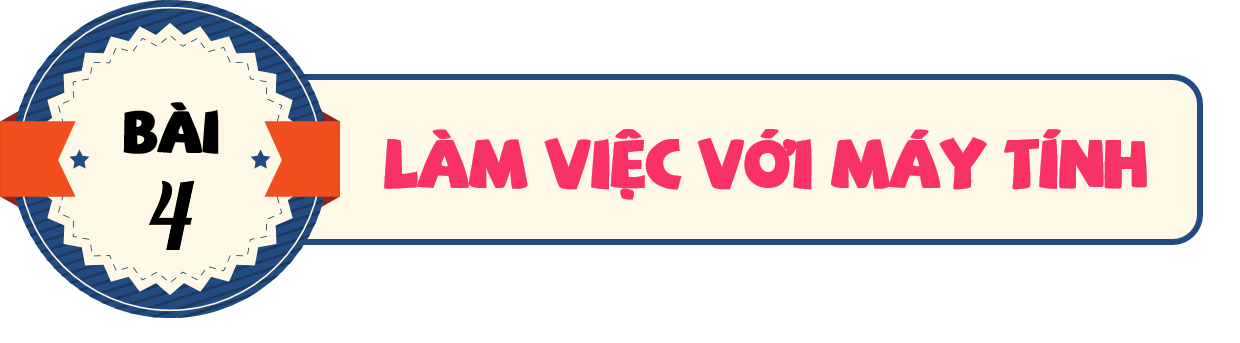 BÀI
4
LÀM VIỆC VỚI MÁY TÍNH